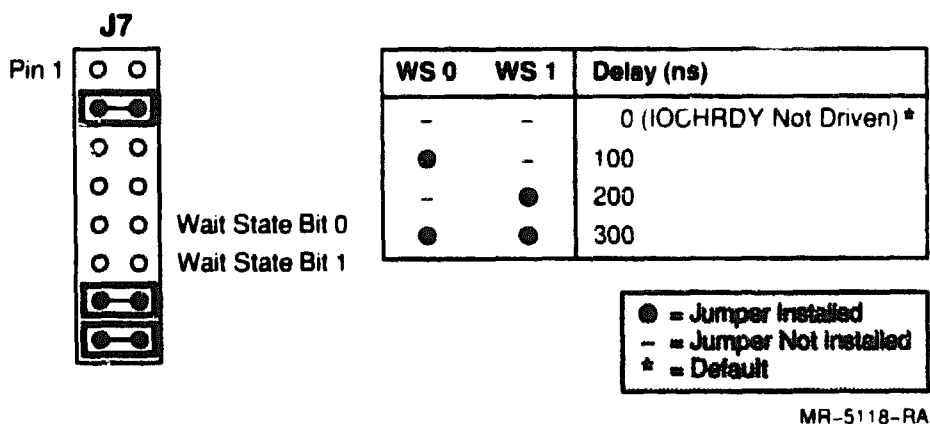 J7
Pin 1
Wait State Bit 0
Wait State Bit 1
WS 0 WS 1 Delay (ns)
– – 0 (IOCHRDY Not Driven) *
● – 100
– ● 200
● ● 300
● = Jumper Installed
– = Jumper Not Installed
* = Default
MR-5118-RA